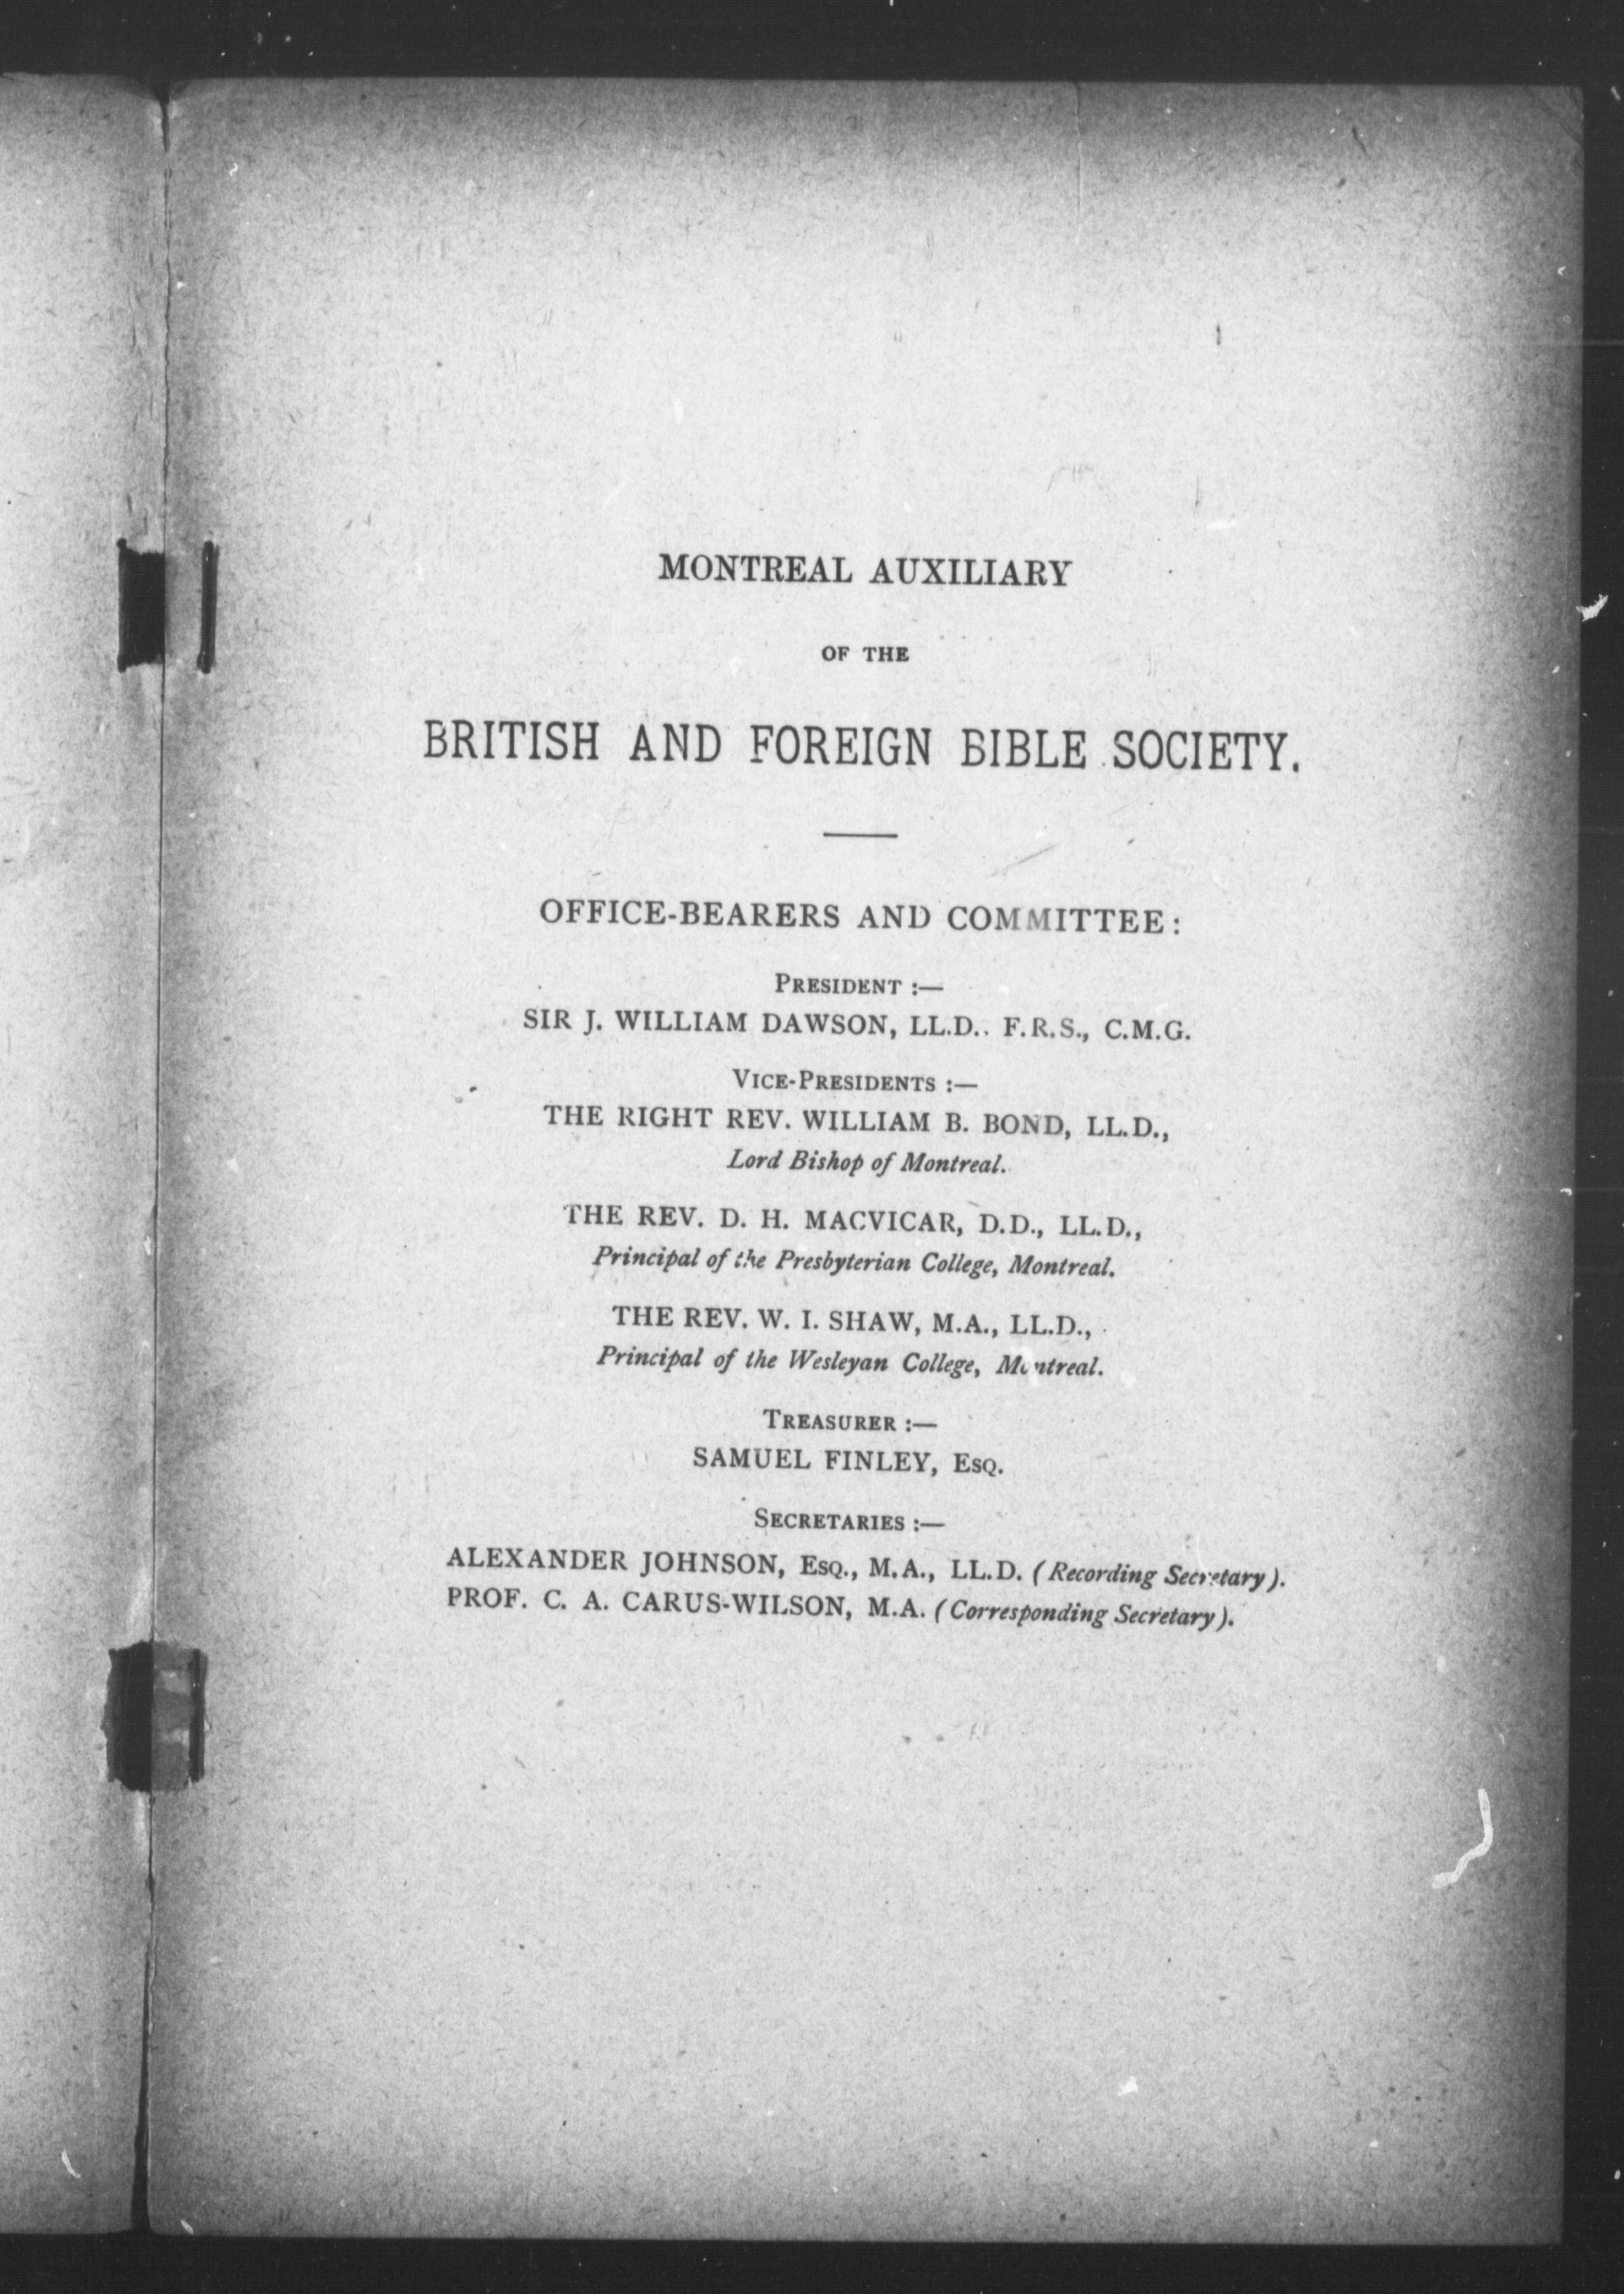 MONTREAL AUXILIARY
OF THE
BRITISH AND FOREIGN BIBLE SOCIETY.
OFFICE-BEARERS AND COMMITTEE:
PRESIDENT :—
SIR J. WILLIAM DAWSON, LL.D.. F.R.S., C.M.G.
VICE-PRESIDENTS :—
THE RIGHT REV. WILLIAM B. BOND, LL.D.,
Lord Bishop of Montreal.
THE REV. D. H. MACVICAR, D.D., LL.D.,
Principal of the Presbyterian College, Montreal.
THE REV. W. I. SHAW, M.A., LL.D.,
Principal of the Wesleyan College, Montreal.
TREASURER :—
SAMUEL FINLEY, ESQ.
SECRETARIES :—
ALEXANDER JOHNSON, ESQ., M.A., LL.D. (Recording Secretary).
PROF. C. A. CARUS-WILSON, M.A. (Corresponding Secretary).